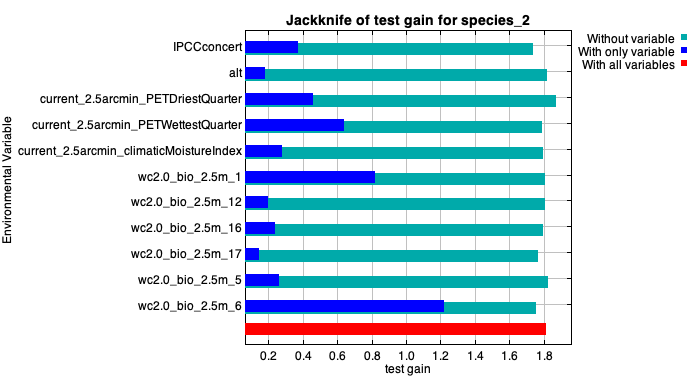 Jackknife of test gain for species_2
Without variable
With only variable
With all variables
Environmental Variable
IPCCconcert
alt
current_2.5arcmin_PETDriestQuarter
current_2.5arcmin_PETWettestQuarter
current_2.5arcmin_climaticMoistureIndex
wc2.0_bio_2.5m_1
wc2.0_bio_2.5m_12
wc2.0_bio_2.5m_16
wc2.0_bio_2.5m_17
wc2.0_bio_2.5m_5
wc2.0_bio_2.5m_6
0.2 0.4 0.6 0.8 1.0 1.2 1.4 1.6 1.8
test gain